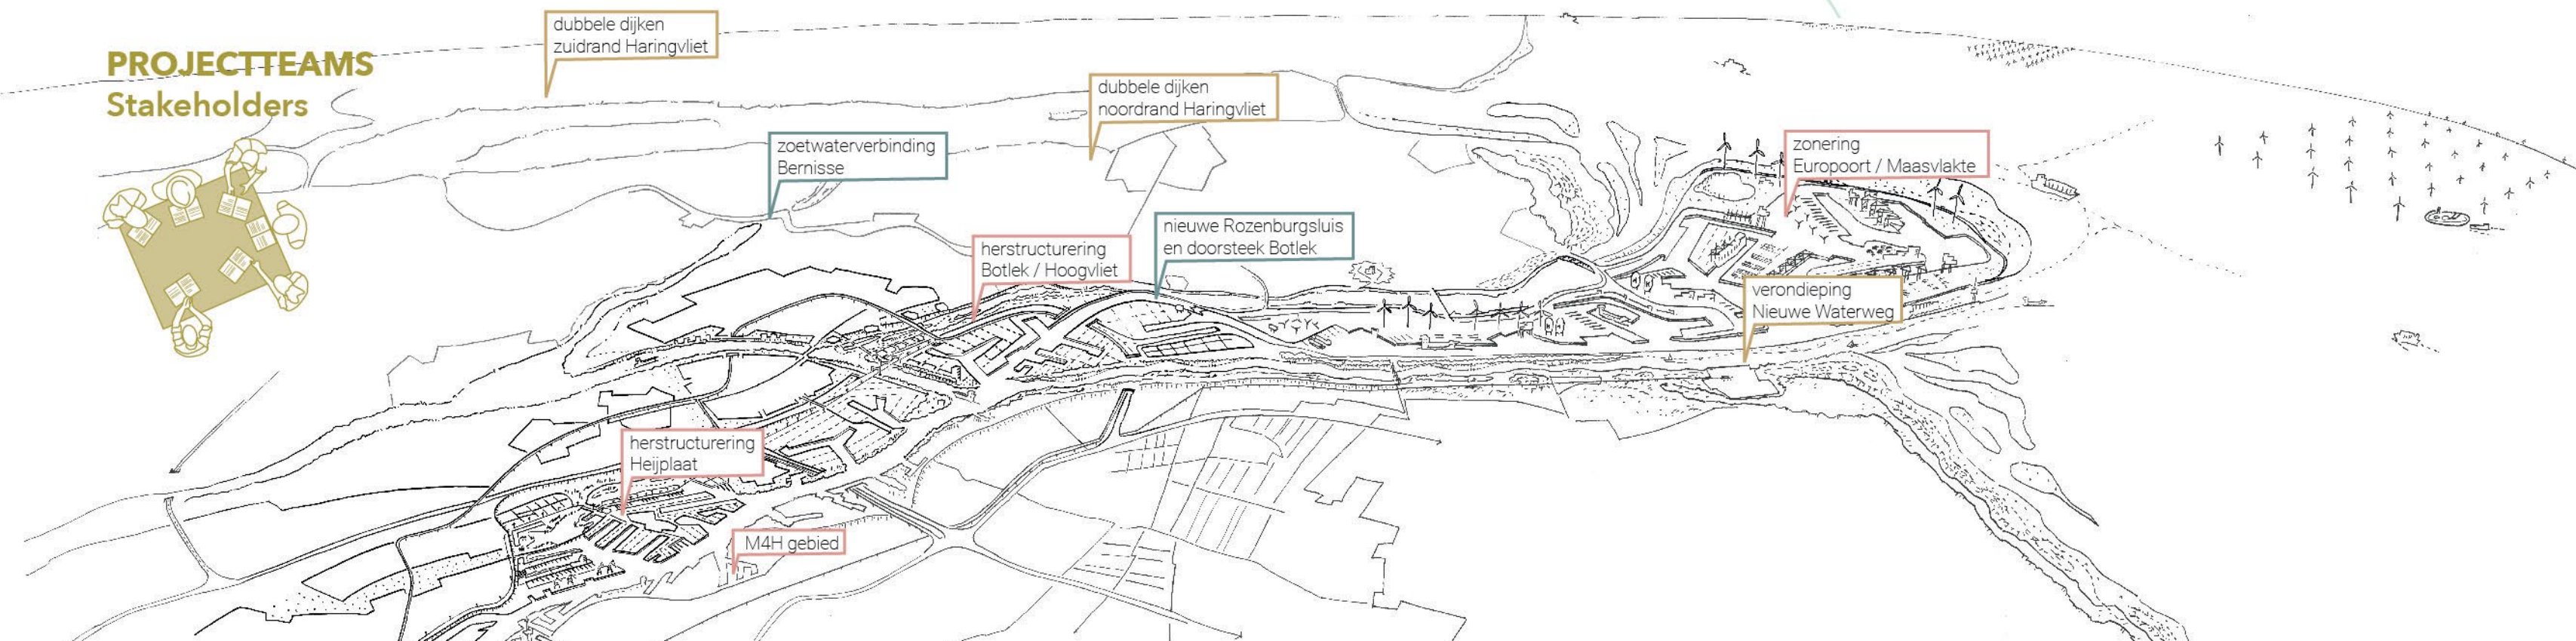 PROJECTTEAMS
Stakeholders
dubbele dijken
zuidrand Haringvliet
dubbele dijken
noordrand Haringvliet
zoetwaterverbinding
Bernisse
zonering
Europoort / Maasvlakte
nieuwe Rozenburgsluis
en doorsteek Botlek
herstructurering
Botlek / Hoogvliet
verondieping
Nieuwe Waterweg
herstructurering
Heijplaat
M4H gebied